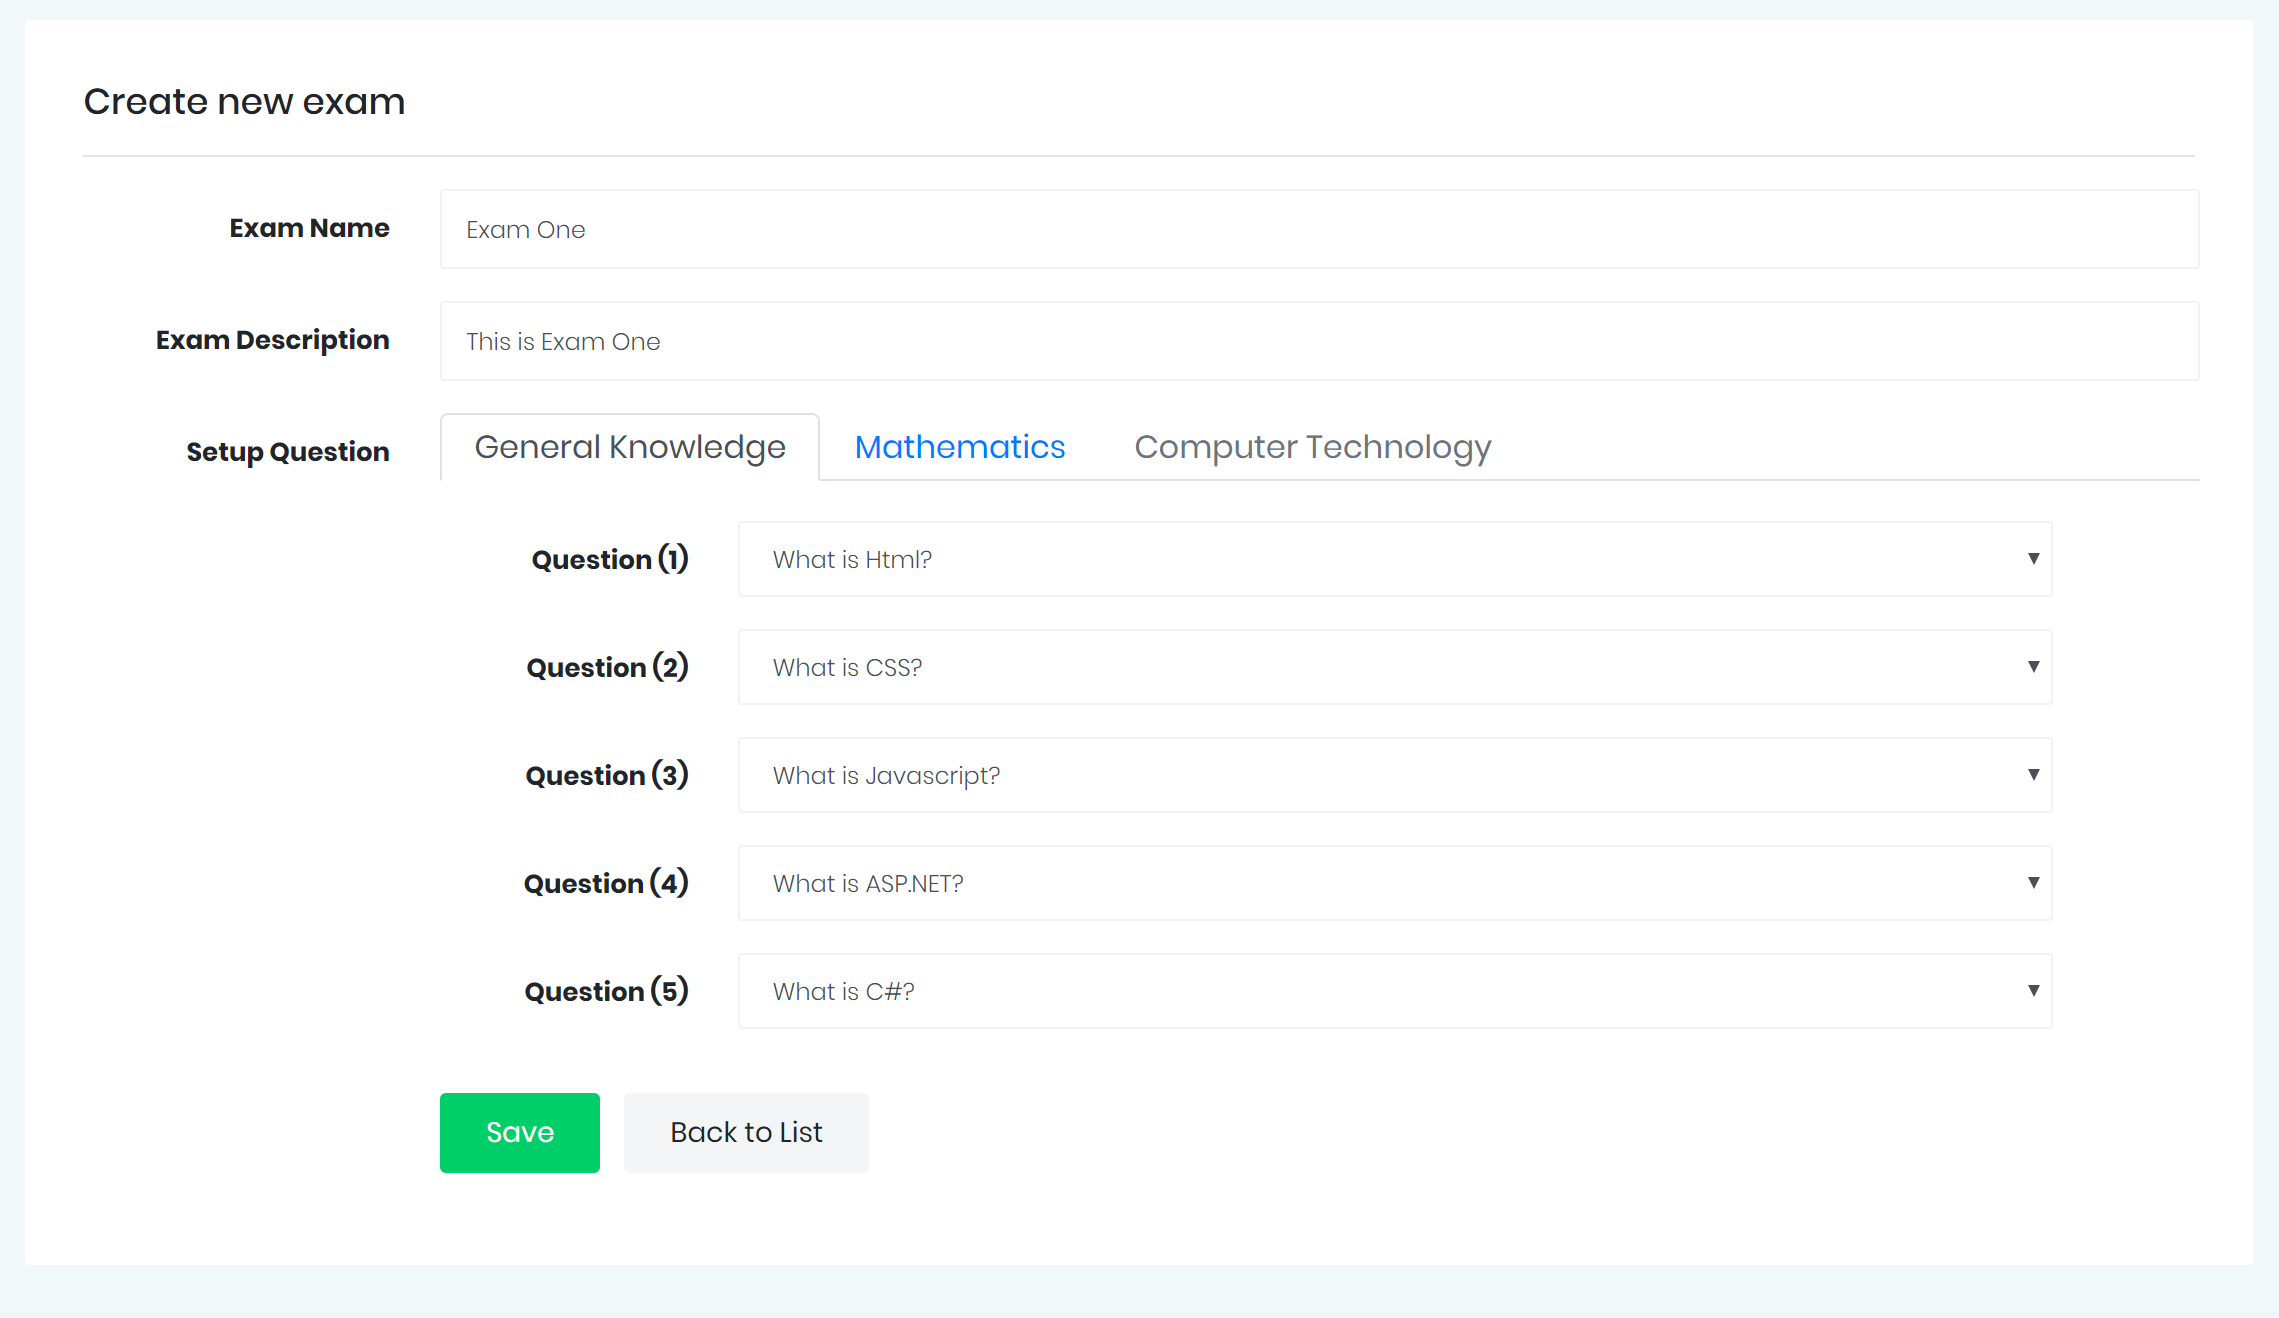 Create new exam
Exam Name
Exam One
Exam Description
This is Exam One
Setup Question
General Knowledge Mathematics Computer Technology
Question (1)
What is Html?
Question (2)
What is CSS?
Question (3)
What is Javascript?
Question (4)
What is ASP.NET?
Question (5)
What is C#?
Save
Back to List